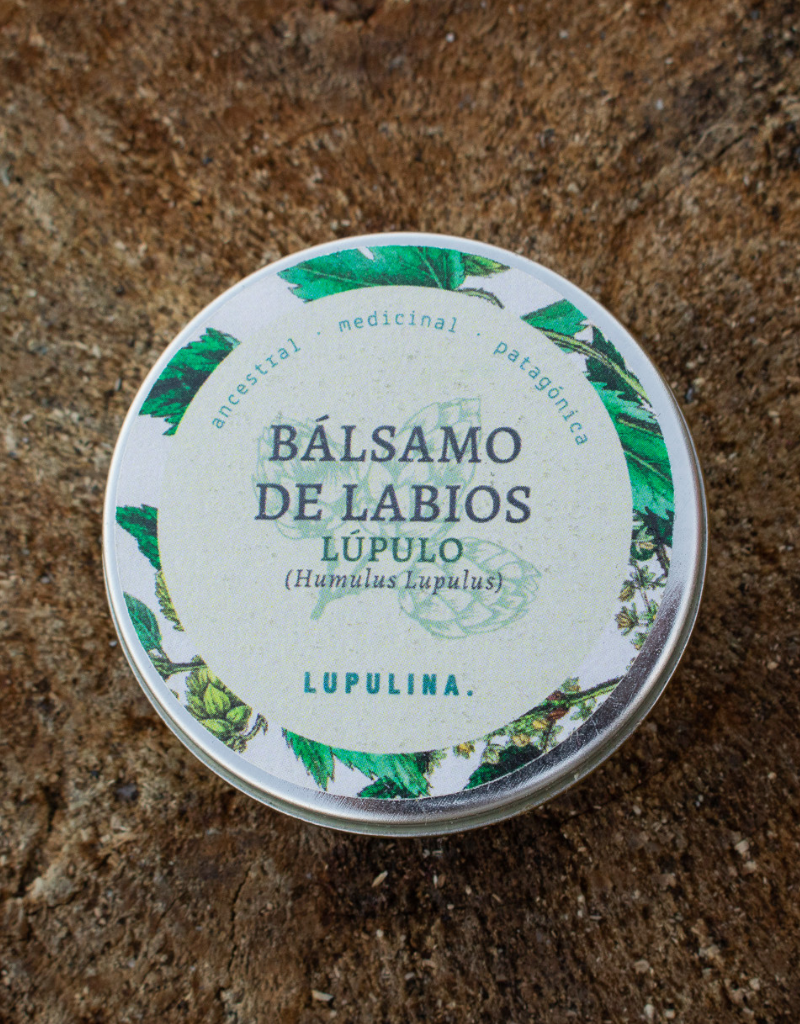 ancestral · medicinal · patagónica
BÁLSAMO
DE LABIOS
LÚPULO
(Humulus Lupulus)
LUPULINA.